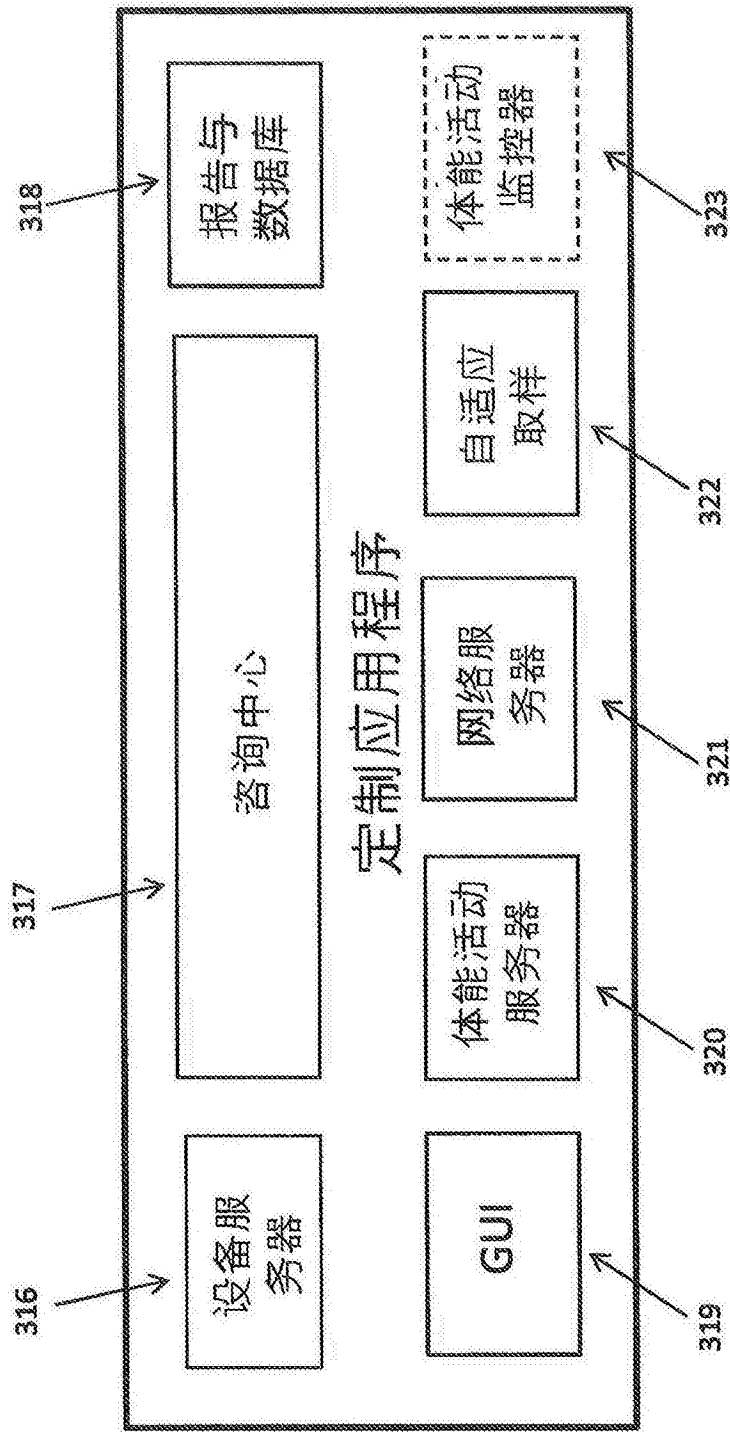 316
317
318
设备服
务器
咨询中心
报告与
数据库
定制应用程序
GUI
体能活动
服务器
网络服
务器
自适应
取样
体能活动
监控器
319
320
321
322
323